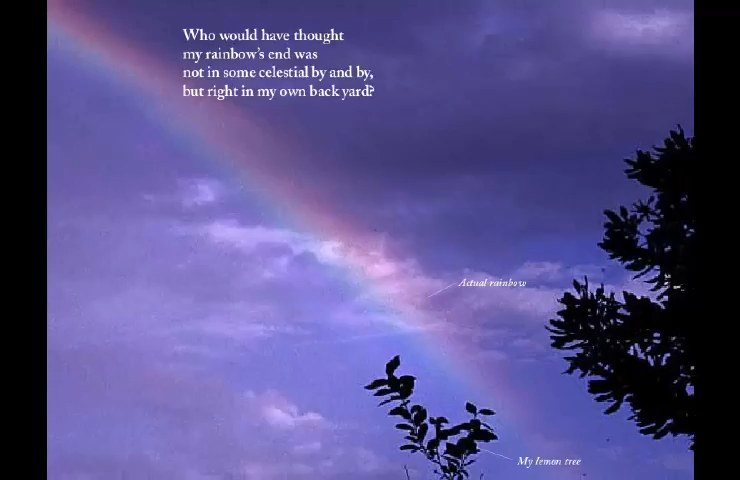 Who would have thought
my rainbow's end was
not in some celestial by and by,
but right in my own back yard?
Actual rainbow
My lemon tree